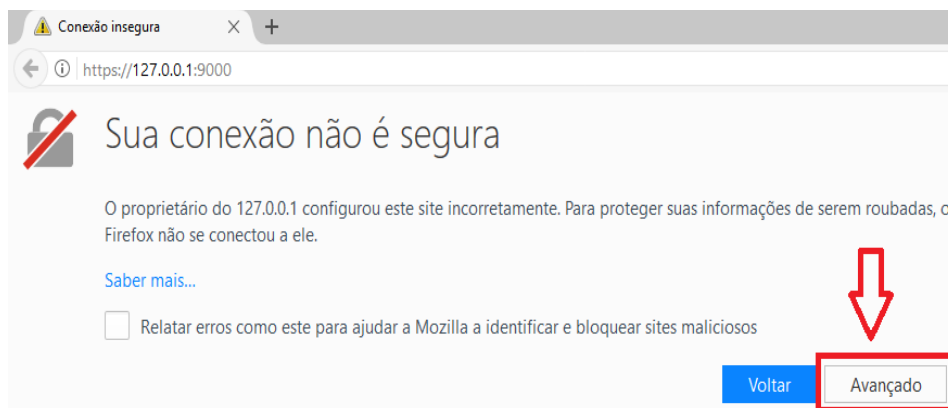 Conexão insegura
https://127.0.0.1:9000
Sua conexão não é segura
O proprietário do 127.0.0.1 configurou este site incorretamente. Para proteger suas informações de serem roubadas, o
Firefox não se conectou a ele.
Saber mais...
Relatar erros como este para ajudar a Mozilla a identificar e bloquear sites maliciosos
Voltar Avançado